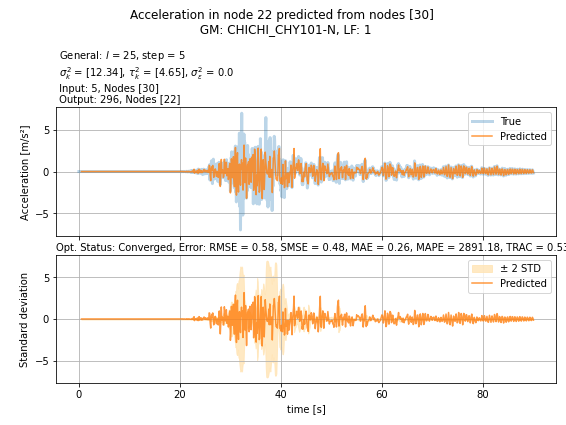 Acceleration in node 22 predicted from nodes [30]
GM: CHICHI_CHY101-N, LF: 1
General: l = 25, step = 5
σ²ₖ = [12.34], τ²ₖ = [4.65], σ²ε = 0.0
Input: 5, Nodes [30]
Output: 296, Nodes [22]
Acceleration [m/s²]
5
0
−5
True
Predicted
Opt. Status: Converged, Error: RMSE = 0.58, SMSE = 0.48, MAE = 0.26, MAPE = 2891.18, TRAC = 0.53
Standard deviation
5
0
−5
± 2 STD
Predicted
0 20 40 60 80
time [s]